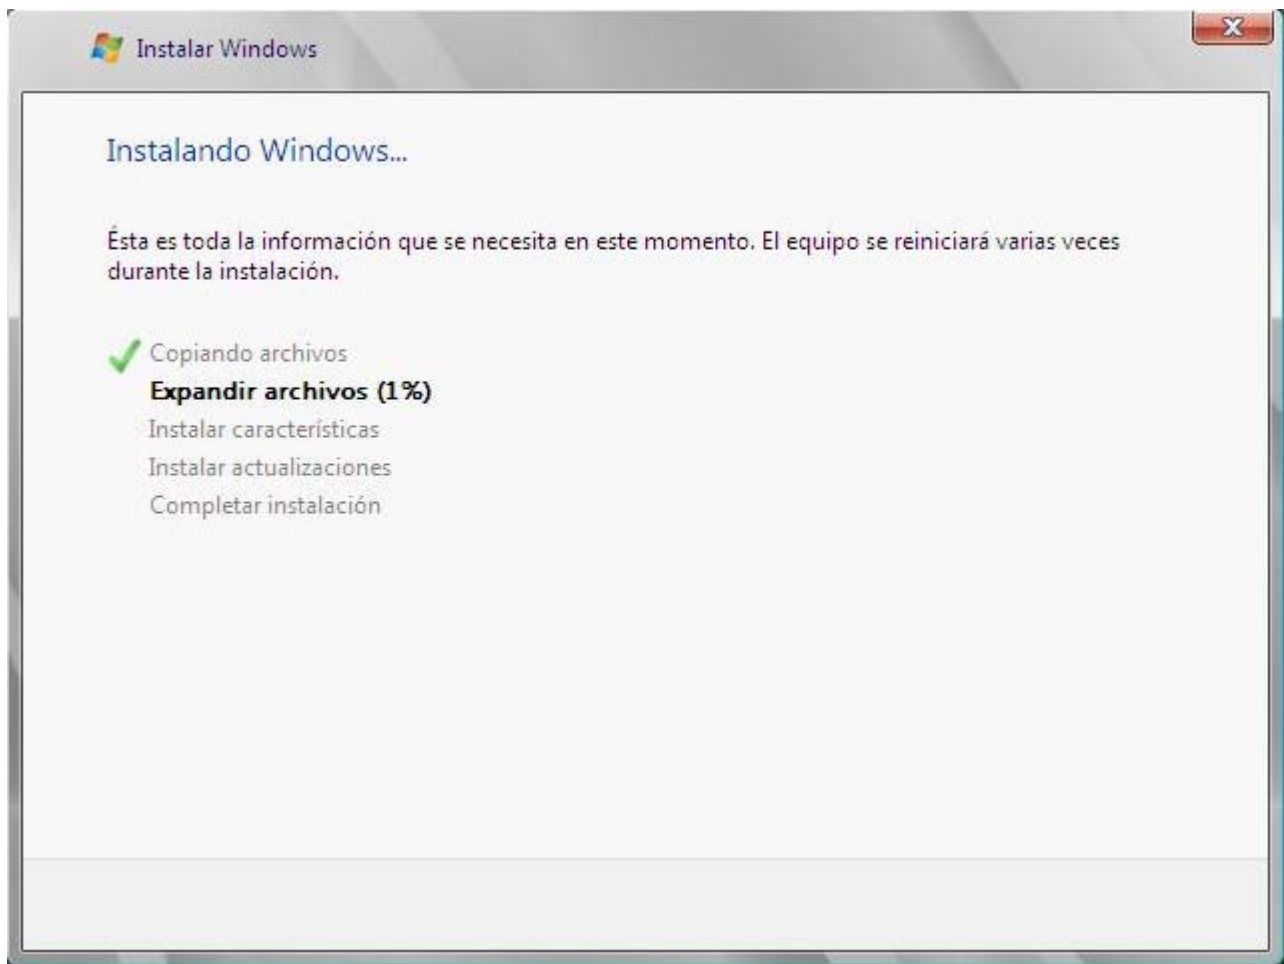 Instalar Windows
Instalando Windows...
Ésta es toda la información que se necesita en este momento. El equipo se reiniciará varias veces
durante la instalación.
Copiando archivos
Expandir archivos (1%)
Instalar características
Instalar actualizaciones
Completar instalación